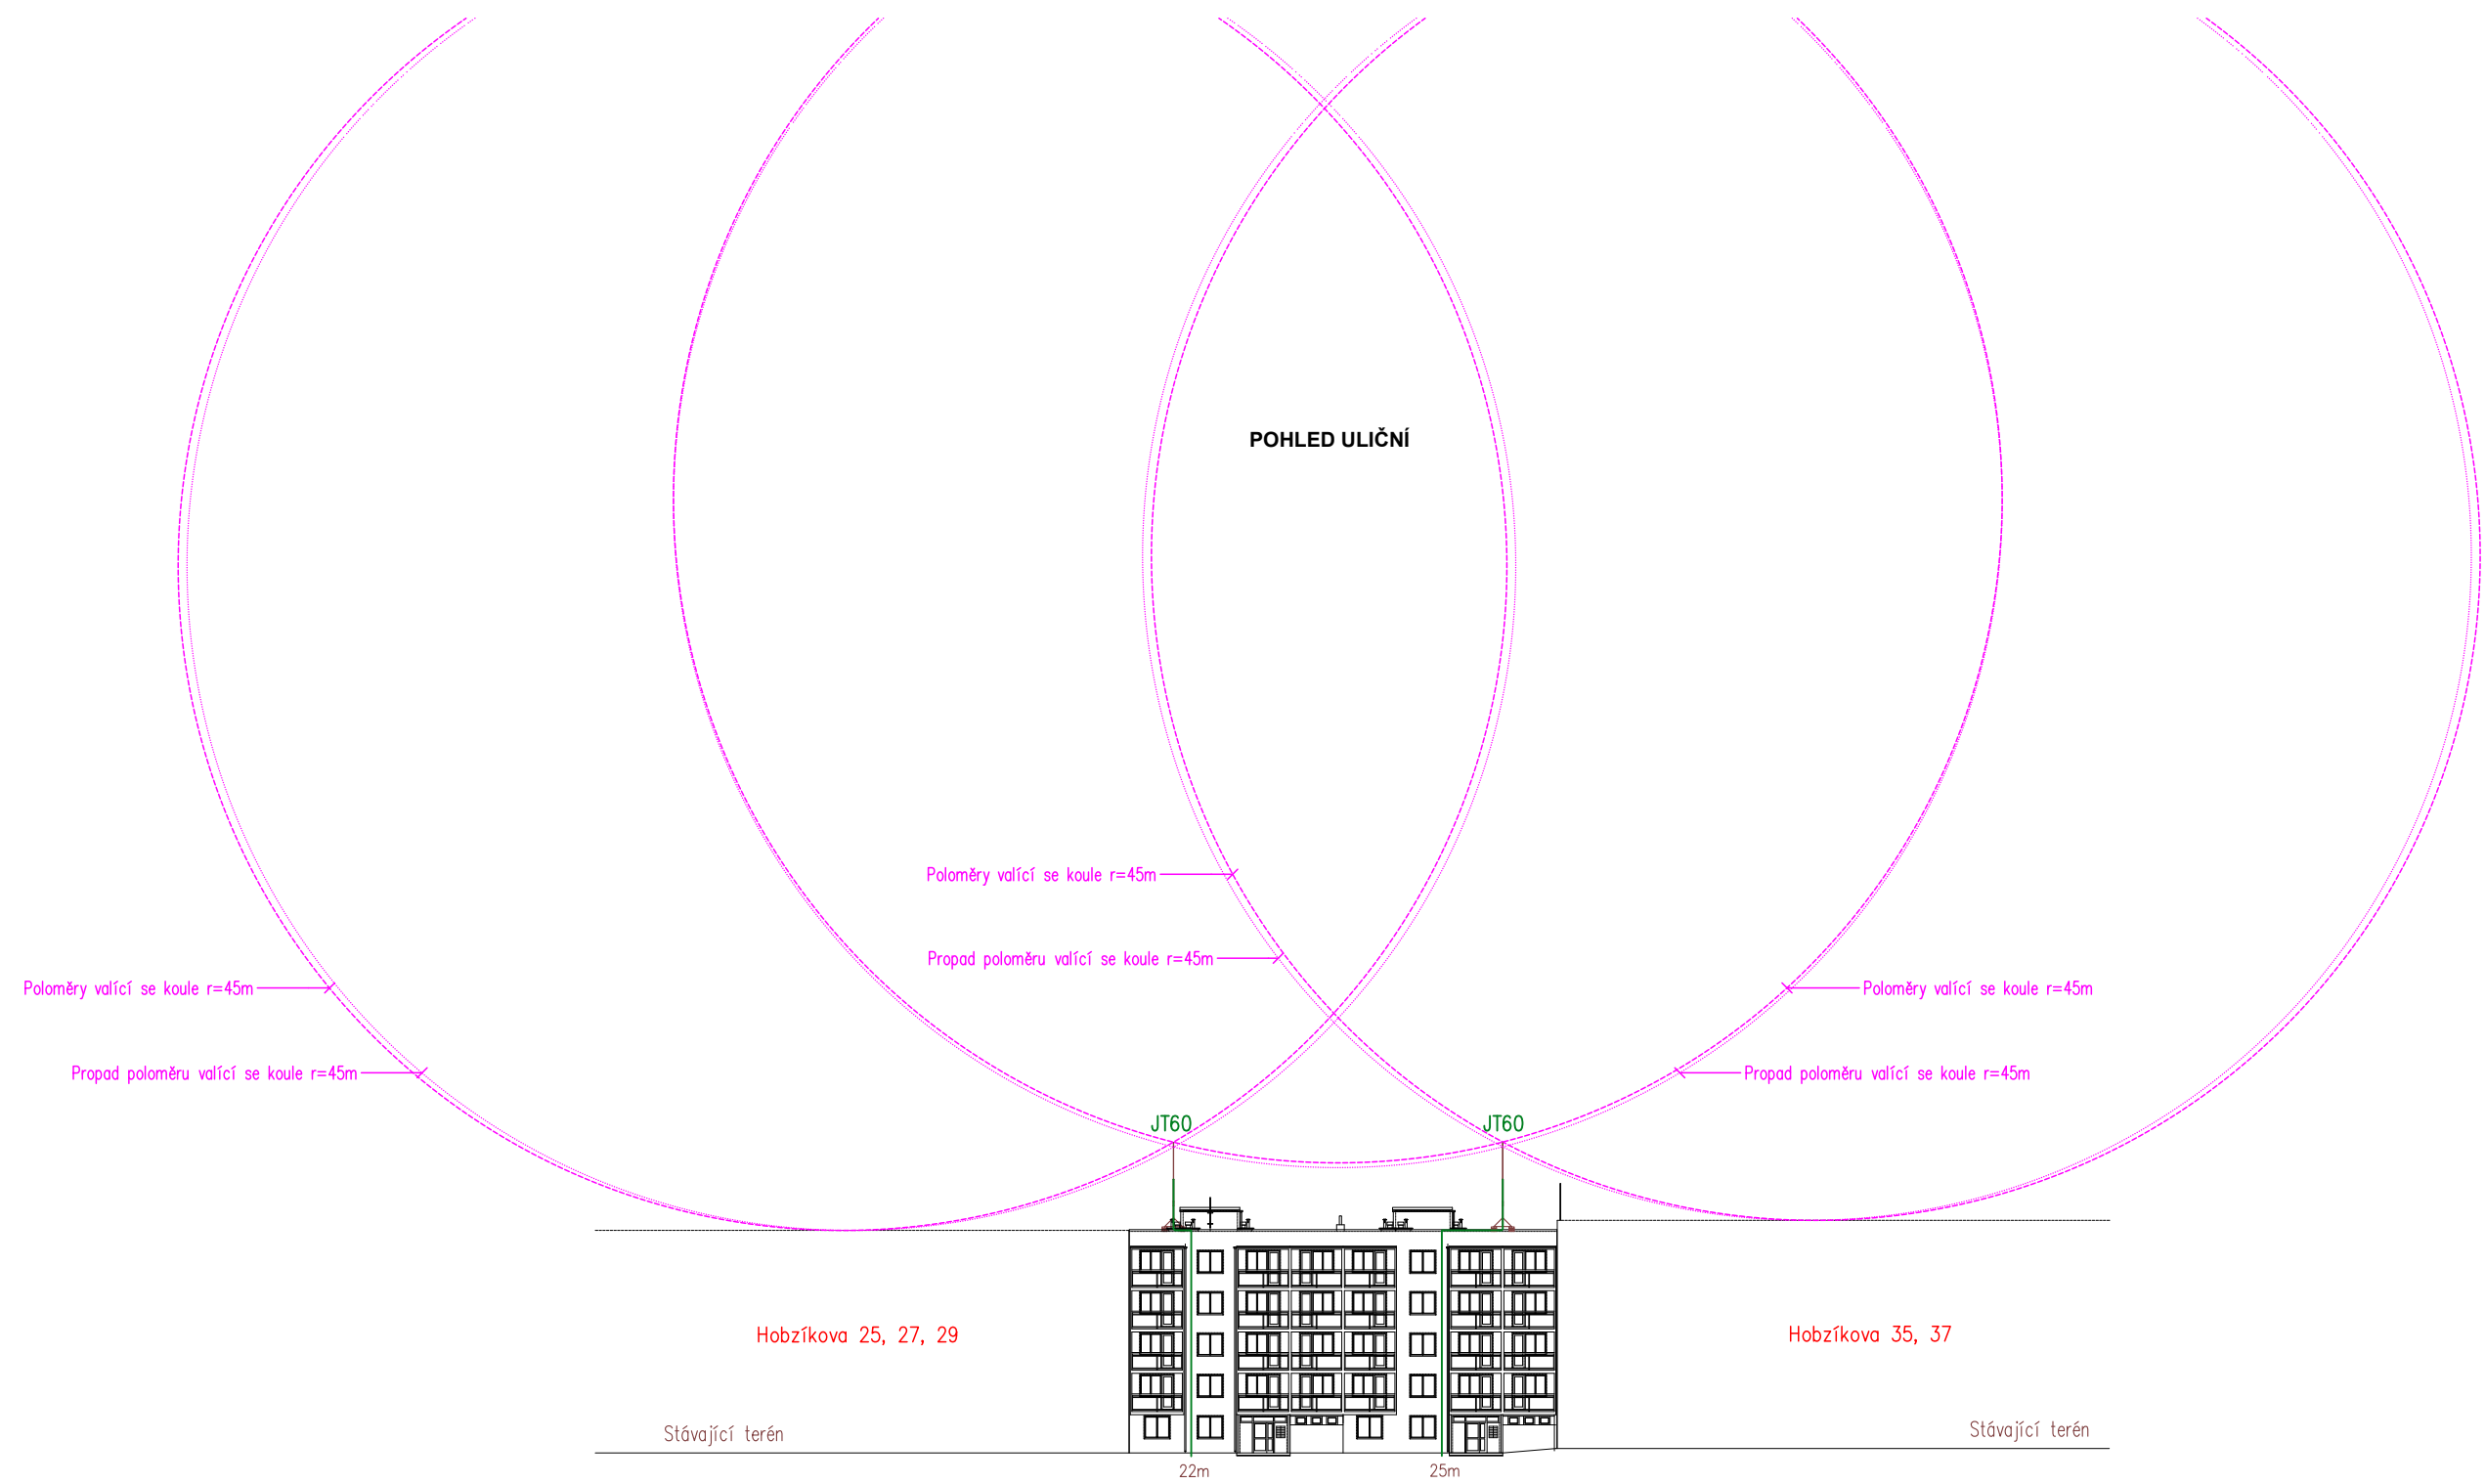 POHLED ULIČNÍ
Poloměry valící se koule r=45m
Propad poloměru valící se koule r=45m
Poloměry valící se koule r=45m
Poloměry valící se koule r=45m
Propad poloměru valící se koule r=45m
Propad poloměru valící se koule r=45m
JT60
JT60
Hobzíkova 25, 27, 29
Hobzíkova 35, 37
Stávající terén
Stávající terén
22m
25m